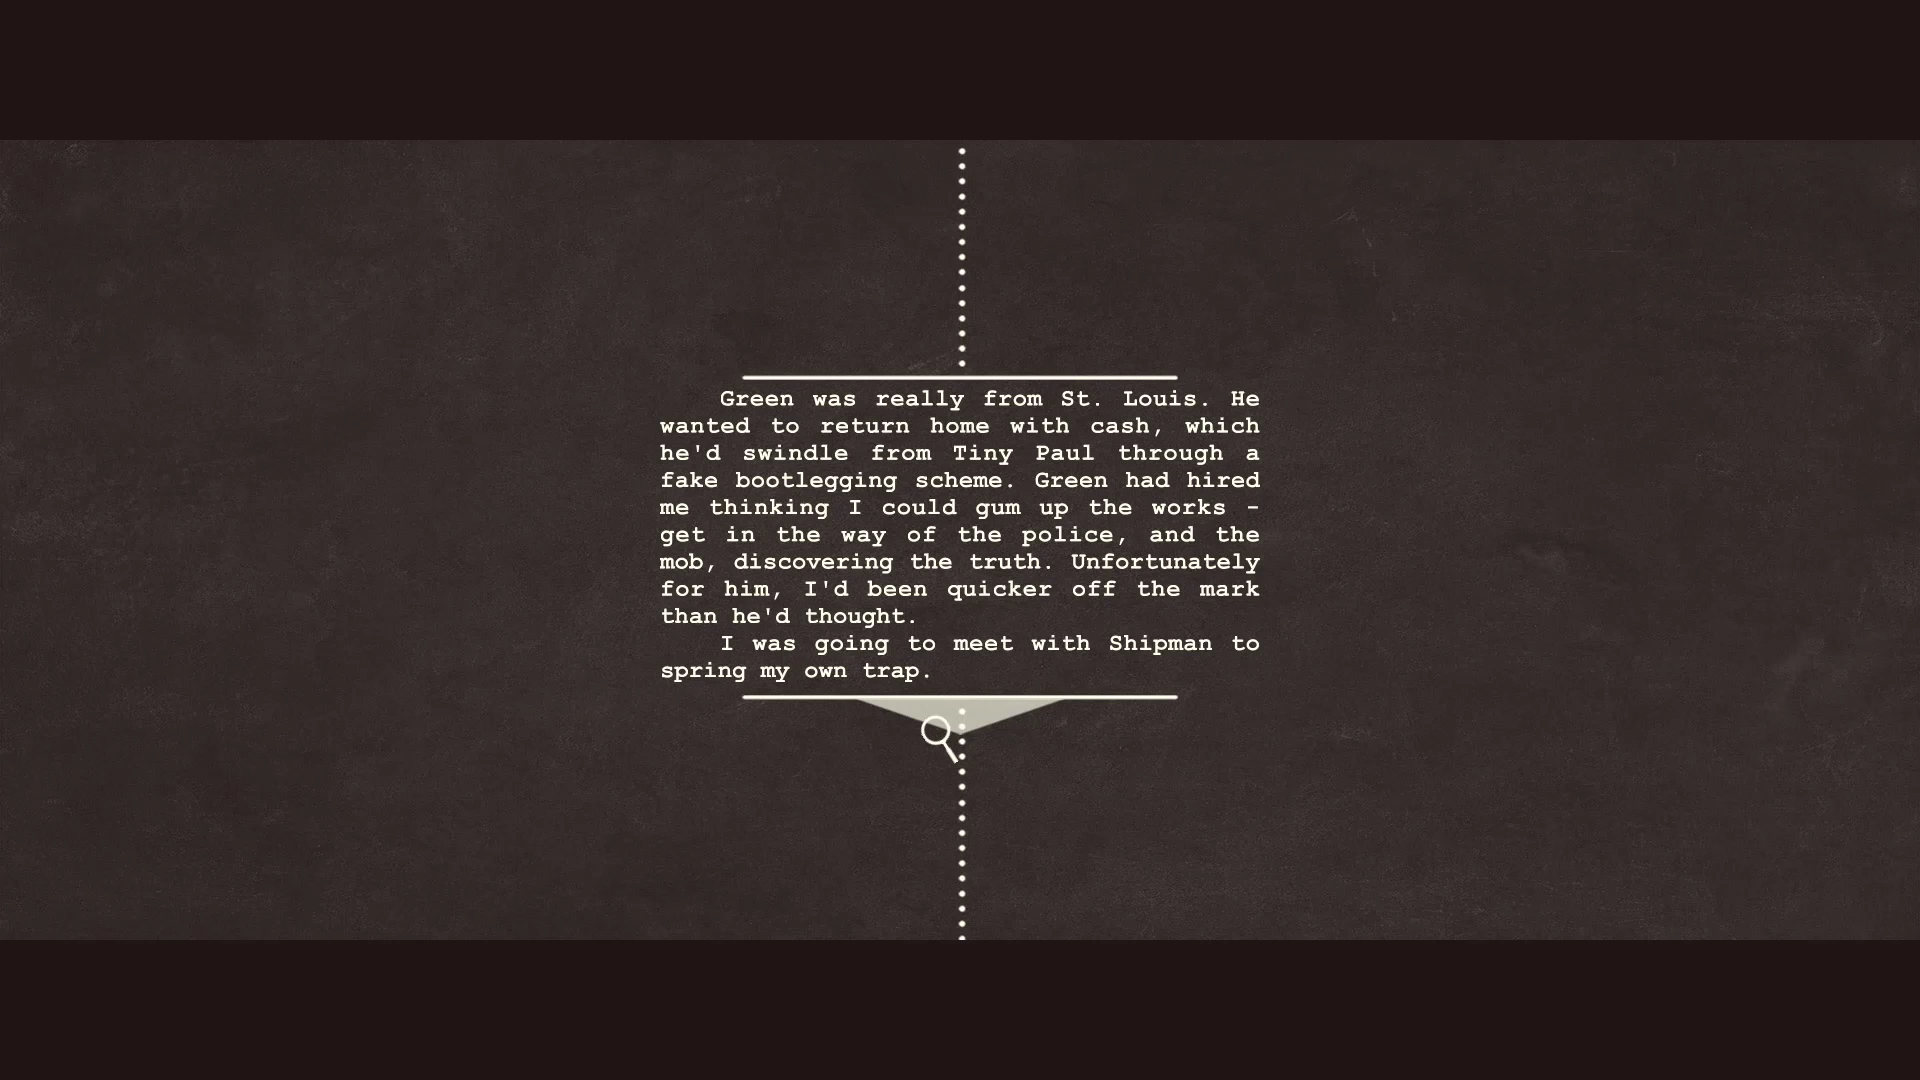 Green was really from St. Louis. He
wanted to return home with cash, which
he'd swindle from Tiny Paul through a
fake bootlegging scheme. Green had hired
me thinking I could gum up the works -
get in the way of the police, and the
mob, discovering the truth. Unfortunately
for him, I'd been quicker off the mark
than he'd thought.
I was going to meet with Shipman to
spring my own trap.